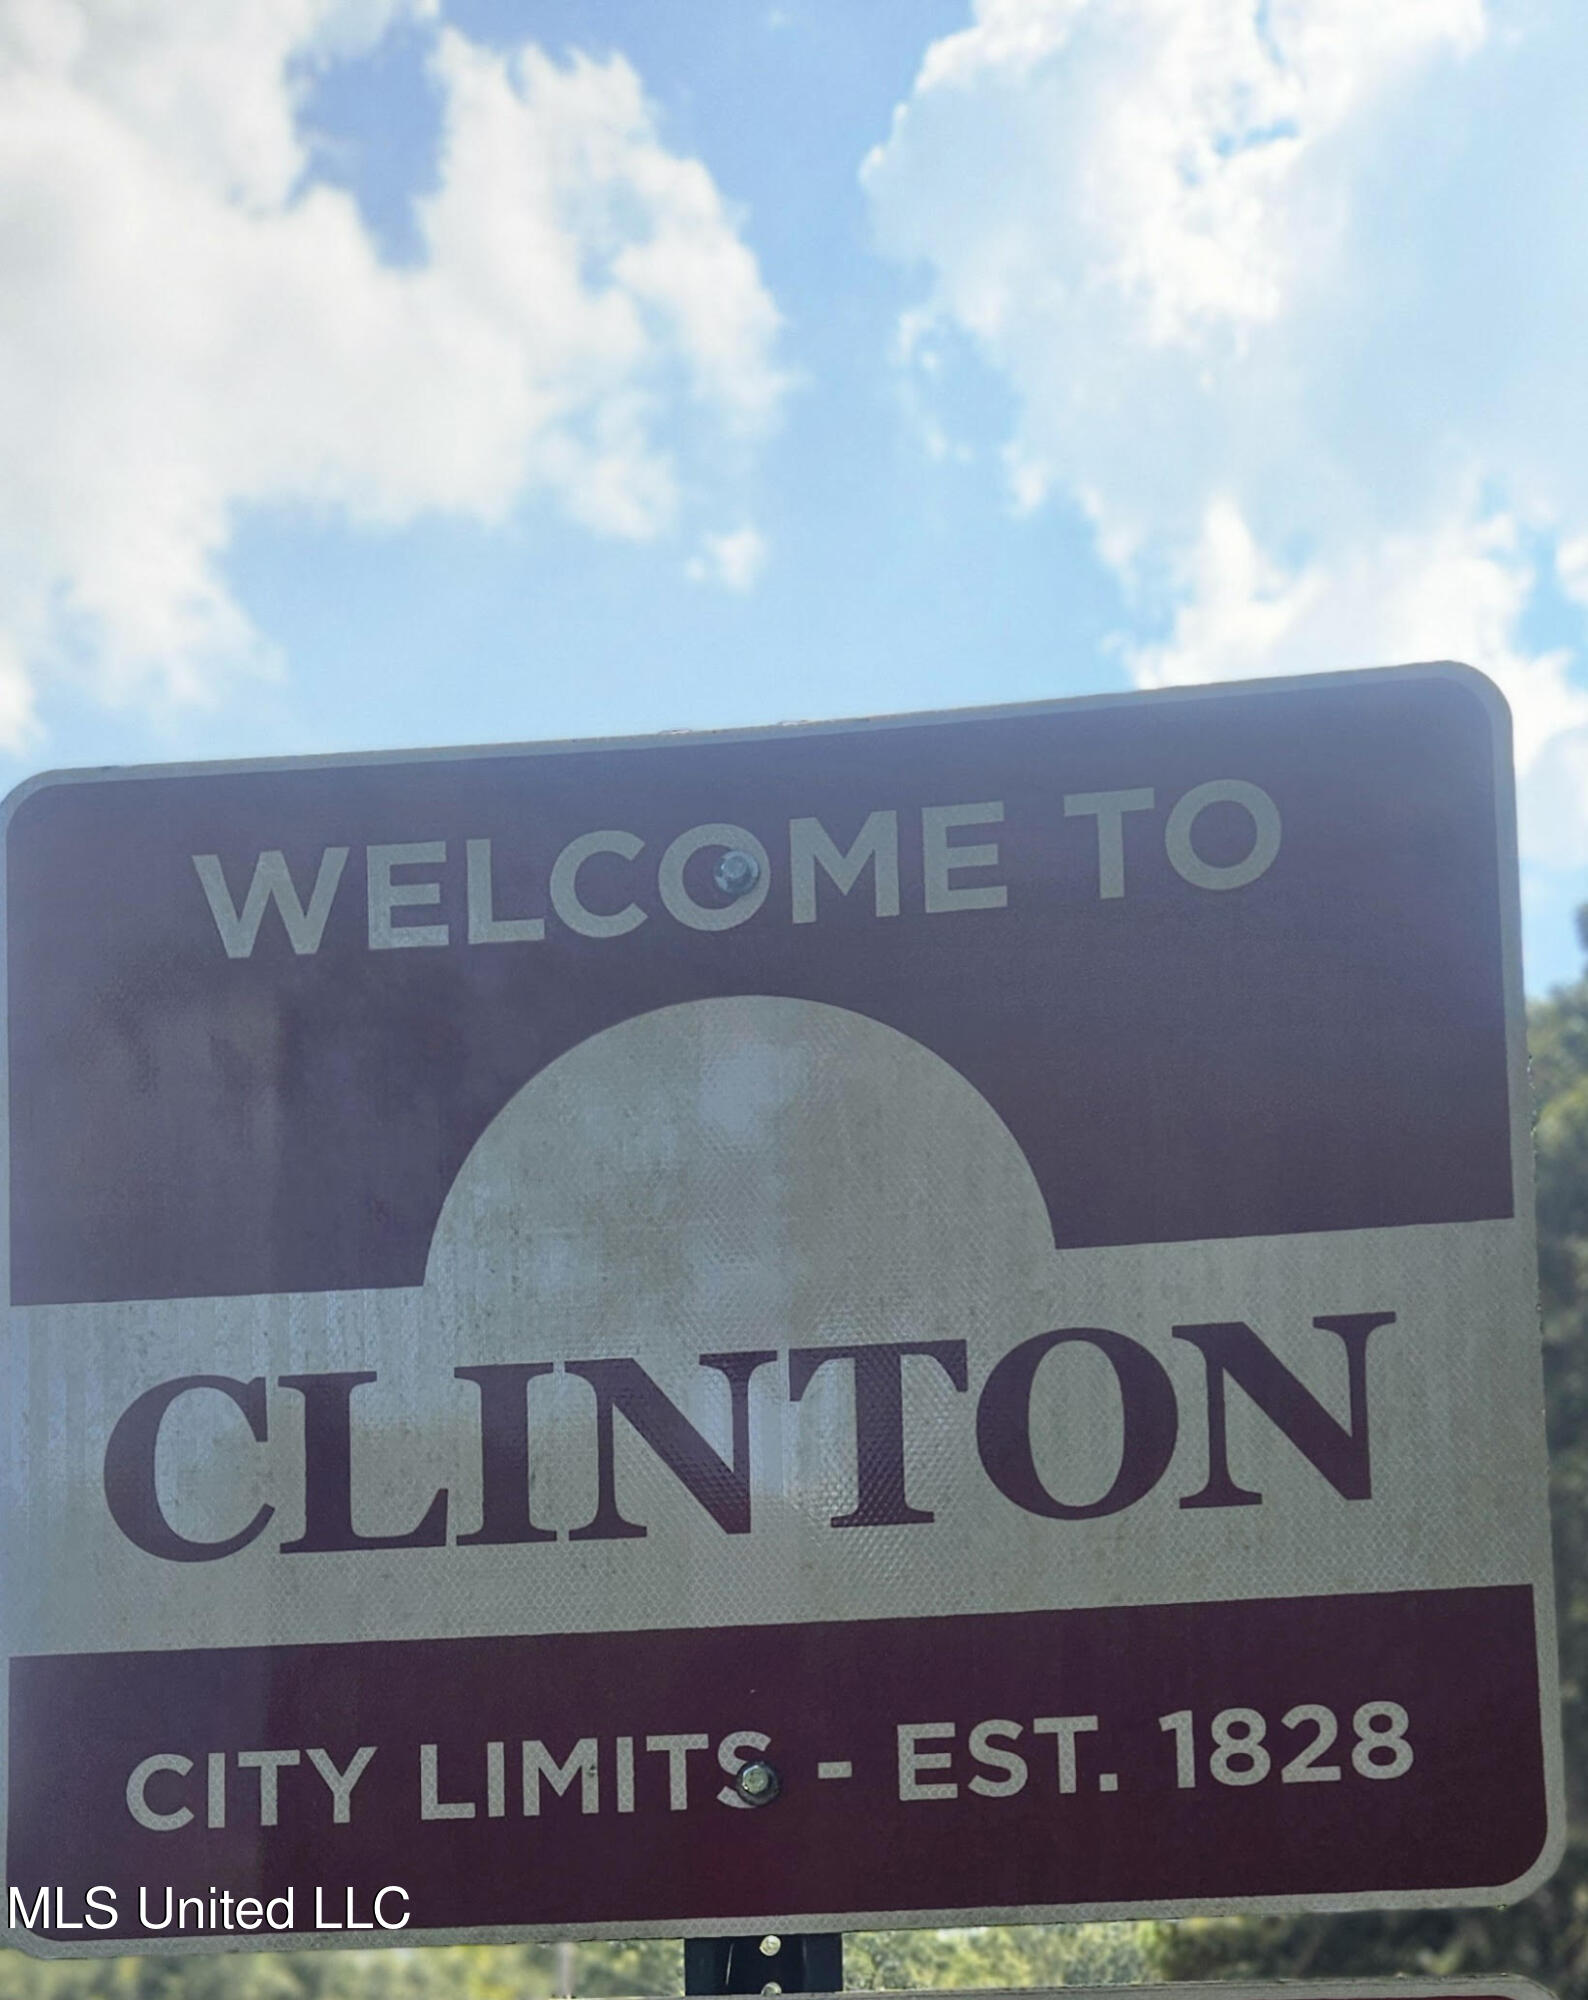 WELCOME TO
CLINTON
CITY LIMITS - EST. 1828
MLS United LLC